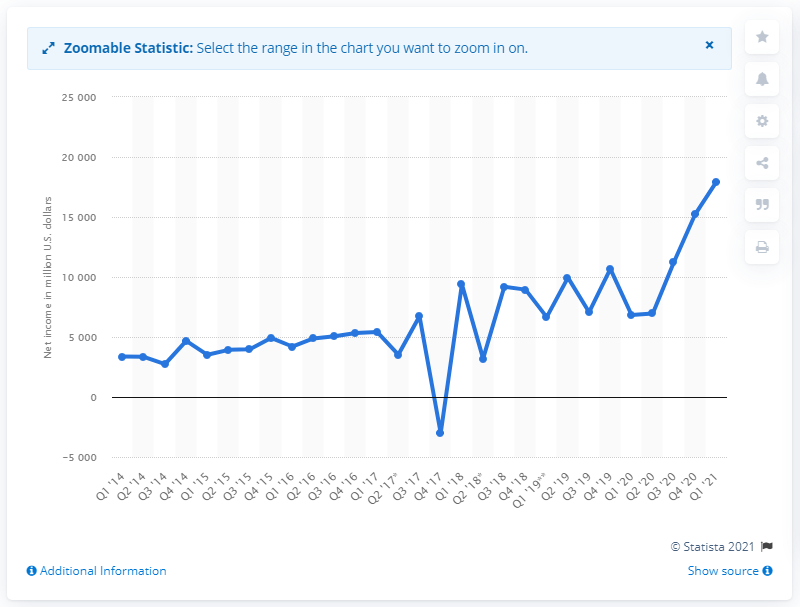 Zoomable Statistic: Select the range in the chart you want to zoom in on.
×
25 000
20 000
15 000
10 000
5 000
0
−5 000
Net income in million U.S. dollars
Q1 '14
Q2 '14
Q3 '14
Q4 '14
Q1 '15
Q2 '15
Q3 '15
Q4 '15
Q1 '16
Q2 '16
Q3 '16
Q4 '16
Q1 '17
Q2 '17*
Q3 '17
Q4 '17
Q1 '18
Q2 '18*
Q3 '18
Q4 '18
Q1 '19**
Q2 '19
Q3 '19
Q4 '19
Q1 '20
Q2 '20
Q3 '20
Q4 '20
Q1 '21
© Statista 2021
Additional Information
Show source